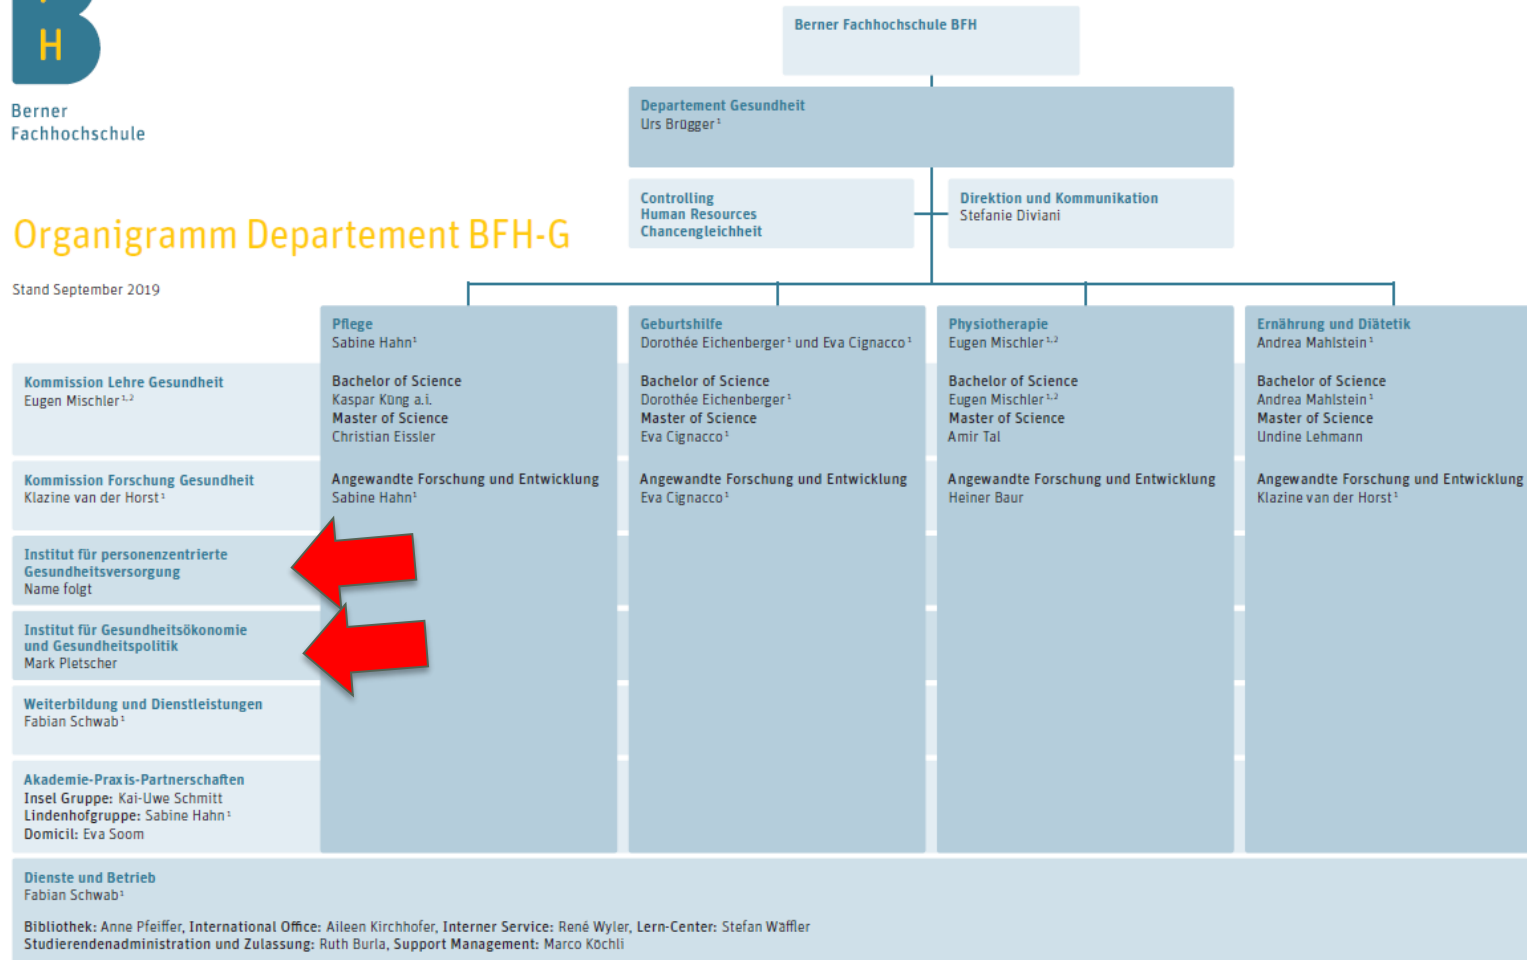 H
Berner
Fachhochschule
Berner Fachhochschule BFH
Departement Gesundheit
Urs Brügger¹
Controlling
Human Resources
Chancengleichheit
Direktion und Kommunikation
Stefanie Diviani
Organigramm Departement BFH-G
Stand September 2019
Pflege
Sabine Hahn¹
Bachelor of Science
Kaspar Küng a.i.
Master of Science
Christian Eissler
Angewandte Forschung und Entwicklung
Sabine Hahn¹
Geburtshilfe
Dorothée Eichenberger¹ und Eva Cignacco¹
Bachelor of Science
Dorothée Eichenberger¹
Master of Science
Eva Cignacco¹
Angewandte Forschung und Entwicklung
Eva Cignacco¹
Physiotherapie
Eugen Mischler¹,²
Bachelor of Science
Eugen Mischler¹,²
Master of Science
Amir Tal
Angewandte Forschung und Entwicklung
Heiner Baur
Ernährung und Diätetik
Andrea Mahlstein¹
Bachelor of Science
Andrea Mahlstein¹
Master of Science
Undine Lehmann
Angewandte Forschung und Entwicklung
Klazine van der Horst¹
Kommission Lehre Gesundheit
Eugen Mischler¹,²
Kommission Forschung Gesundheit
Klazine van der Horst¹
Institut für personenzentrierte
Gesundheitsversorgung
Name folgt
Institut für Gesundheitsökonomie
und Gesundheitspolitik
Mark Pletscher
Weiterbildung und Dienstleistungen
Fabian Schwab¹
Akademie-Praxis-Partnerschaften
Insel Gruppe: Kai-Uwe Schmitt
Lindenhofgruppe: Sabine Hahn¹
Domicil: Eva Soom
Dienste und Betrieb
Fabian Schwab¹
Bibliothek: Anne Pfeiffer, International Office: Aileen Kirchhofer, Interner Service: René Wyler, Lern-Center: Stefan Wäffler
Studierendenadministration und Zulassung: Ruth Burla, Support Management: Marco Köchli